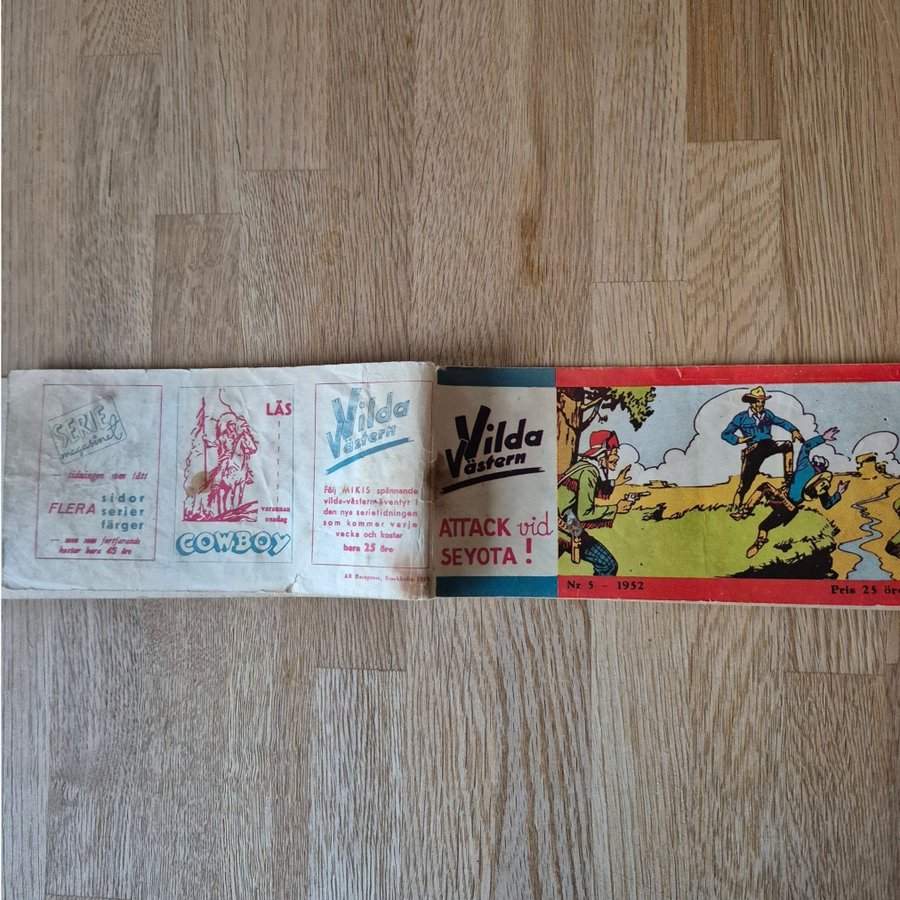 SERIE
magasinet
tidningen som fått
FLERA
sidor
serier
färger
— men som fortfarande
kostar bara 45 öre
LÄS
varannan
onsdag
COWBOY
Vilda
Västern
Följ MIKIS spännande
vilda-västern-äventyr i
den nya serietidningen
som kommer varje
vecka och kostar
bara 25 öre
AB Kustpress, Stockholm
Vilda
Västern
ATTACK vid
SEYOTA!
Nr 5 — 1952
Pris 25 öre